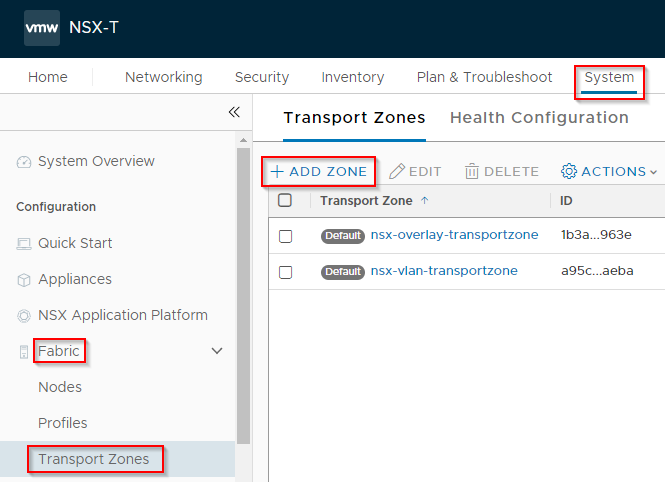 vmw NSX-T
Home Networking Security Inventory Plan & Troubleshoot System
«
System Overview
Configuration
Quick Start
Appliances
NSX Application Platform
Fabric
Nodes
Profiles
Transport Zones
Transport Zones Health Configuration
+ ADD ZONE EDIT DELETE ACTIONS
Transport Zone ↑ ID
Default nsx-overlay-transportzone 1b3a...963e
Default nsx-vlan-transportzone a95c...aeba